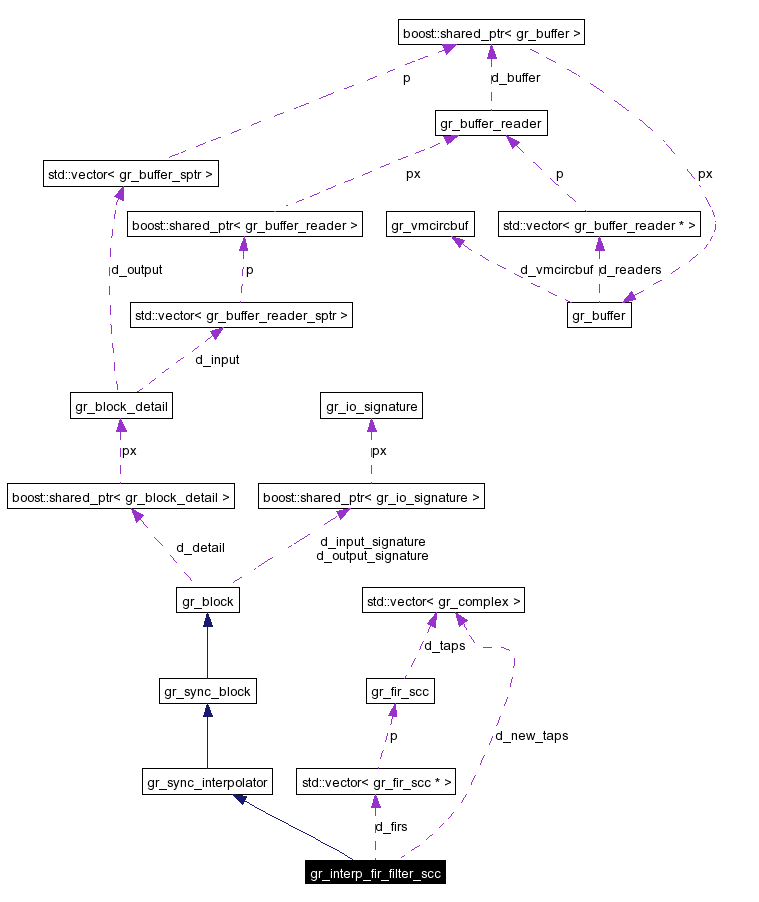 boost::shared_ptr< gr_buffer >
p
d_buffer
gr_buffer_reader
std::vector< gr_buffer_sptr >
px
p
px
boost::shared_ptr< gr_buffer_reader >
gr_vmcircbuf
std::vector< gr_buffer_reader * >
d_output
p
d_vmcircbuf
d_readers
std::vector< gr_buffer_reader_sptr >
gr_buffer
d_input
gr_block_detail
gr_io_signature
px
px
boost::shared_ptr< gr_block_detail >
boost::shared_ptr< gr_io_signature >
d_detail
d_input_signature
d_output_signature
gr_block
std::vector< gr_complex >
d_taps
gr_sync_block
gr_fir_scc
p
d_new_taps
gr_sync_interpolator
std::vector< gr_fir_scc * >
d_firs
gr_interp_fir_filter_scc